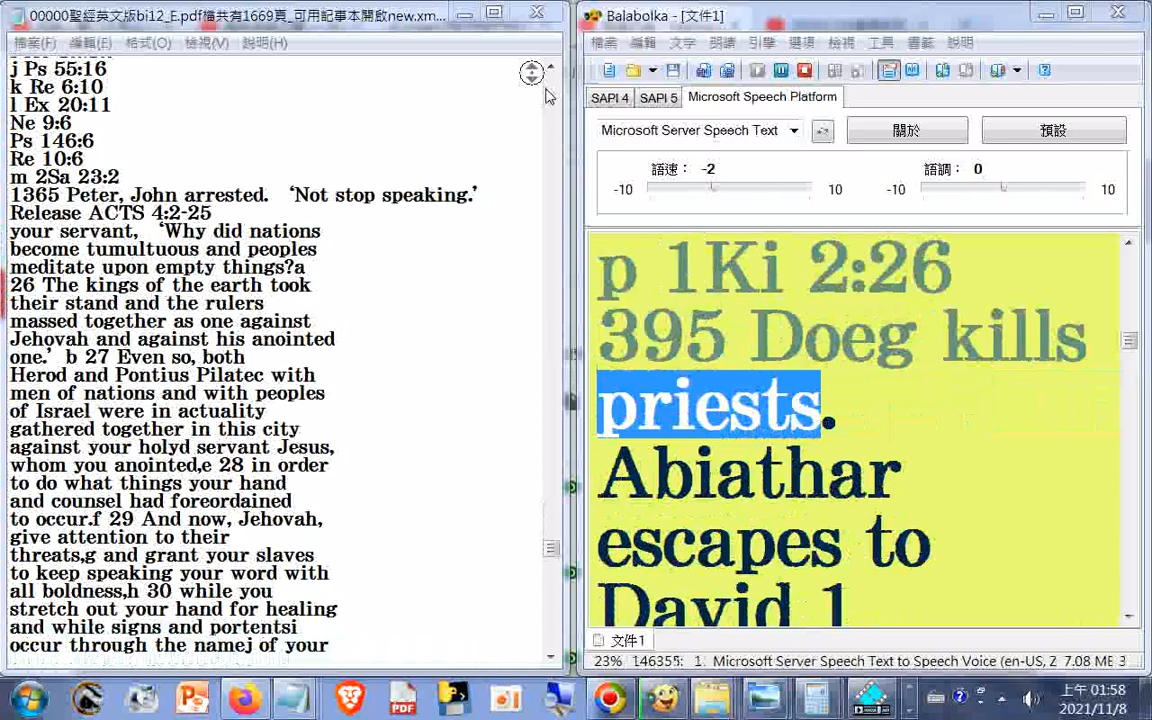 00000聖經英文版bi12_E.pdf檔共有1669頁_可用記事本開啟new.xm...
檔案(F) 編輯(E) 格式(O) 檢視(V) 說明(H)
j Ps 55:16
k Re 6:10
l Ex 20:11
Ne 9:6
Ps 146:6
Re 10:6
m 2Sa 23:2
1365 Peter, John arrested. ‘Not stop speaking.’
Release ACTS 4:2-25
your servant, ‘Why did nations
become tumultuous and peoples
meditate upon empty things?a
26 The kings of the earth took
their stand and the rulers
massed together as one against
Jehovah and against his anointed
one.’ b 27 Even so, both
Herod and Pontius Pilatec with
men of nations and with peoples
of Israel were in actuality
gathered together in this city
against your holyd servant Jesus,
whom you anointed,e 28 in order
to do what things your hand
and counsel had foreordained
to occur.f 29 And now, Jehovah,
give attention to their
threats,g and grant your slaves
to keep speaking your word with
all boldness,h 30 while you
stretch out your hand for healing
and while signs and portentsi
occur through the namej of your
Balabolka - [文件1]
檔案 編輯 文字 朗讀 引擎 選項 檢視 工具 書籤 說明
SAPI 4 SAPI 5 Microsoft Speech Platform
Microsoft Server Speech Text 關於 預設
語速： -2 語調： 0
-10 10 -10 10
p 1Ki 2:26
395 Doeg kills
priests.
Abiathar
escapes to
David 1
文件1
23% 146355: 1. Microsoft Server Speech Text to Speech Voice (en-US, 2 7.08 MB 3
PDF
上午 01:58
2021/11/8